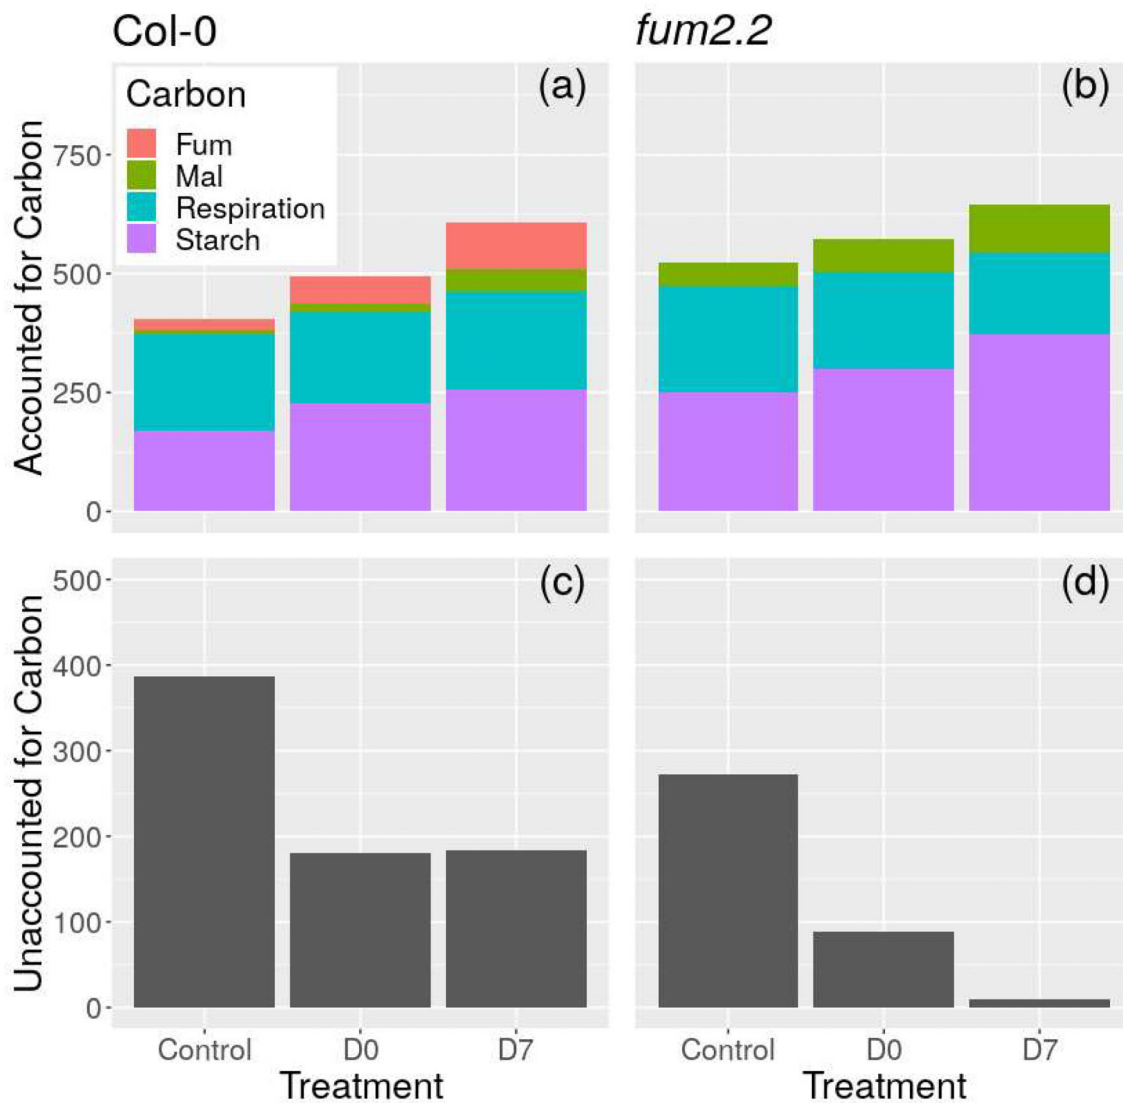 Col-0
fum2.2
(a)
(b)
Carbon
Fum
Mal
Respiration
Starch
Accounted for Carbon
750
500
250
0
(c)
(d)
Unaccounted for Carbon
500
400
300
200
100
0
Control D0 D7
Control D0 D7
Treatment
Treatment